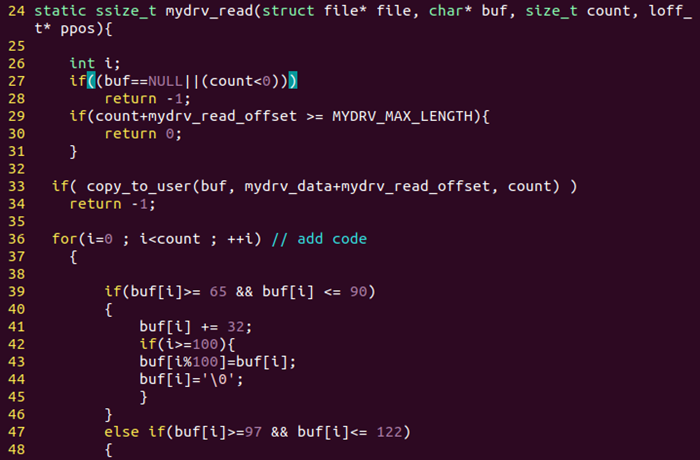 24 static ssize_t mydrv_read(struct file* file, char* buf, size_t count, loff_
t* ppos){
25
26 int i;
27 if((buf==NULL||(count<0)))
28 return -1;
29 if(count+mydrv_read_offset >= MYDRV_MAX_LENGTH){
30 return 0;
31 }
32
33 if( copy_to_user(buf, mydrv_data+mydrv_read_offset, count) )
34 return -1;
35
36 for(i=0 ; i<count ; ++i) // add code
37 {
38
39 if(buf[i]>= 65 && buf[i] <= 90)
40 {
41 buf[i] += 32;
42 if(i>=100){
43 buf[i%100]=buf[i];
44 buf[i]='\0';
45 }
46 }
47 else if(buf[i]>=97 && buf[i]<= 122)
48 {